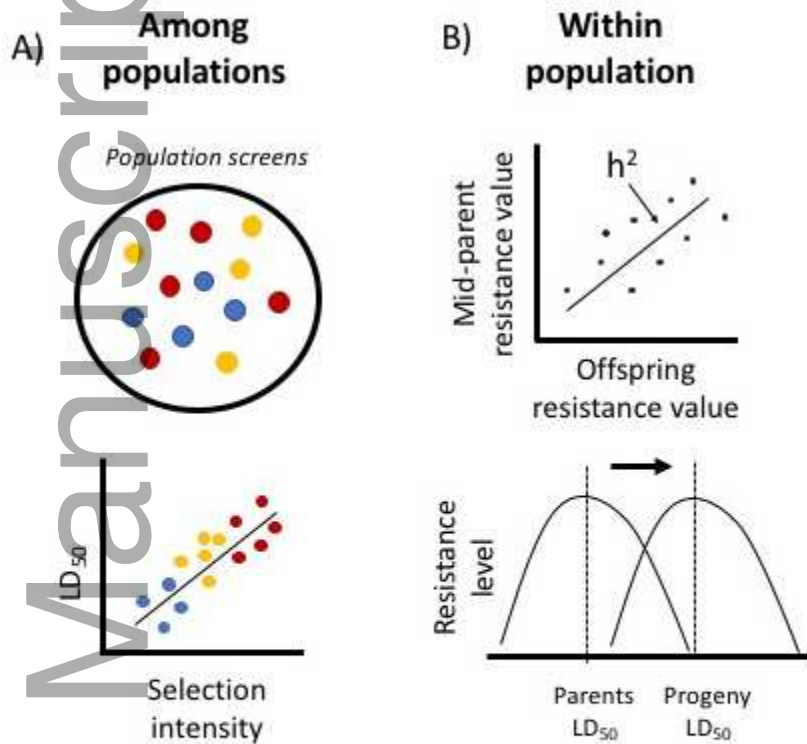 A)
Among
populations
Population screens
LD50
Selection
intensity
B)
Within
population
h2
Mid-parent
resistance value
Offspring
resistance value
Resistance
level
Parents
LD50
Progeny
LD50
Manuscrip